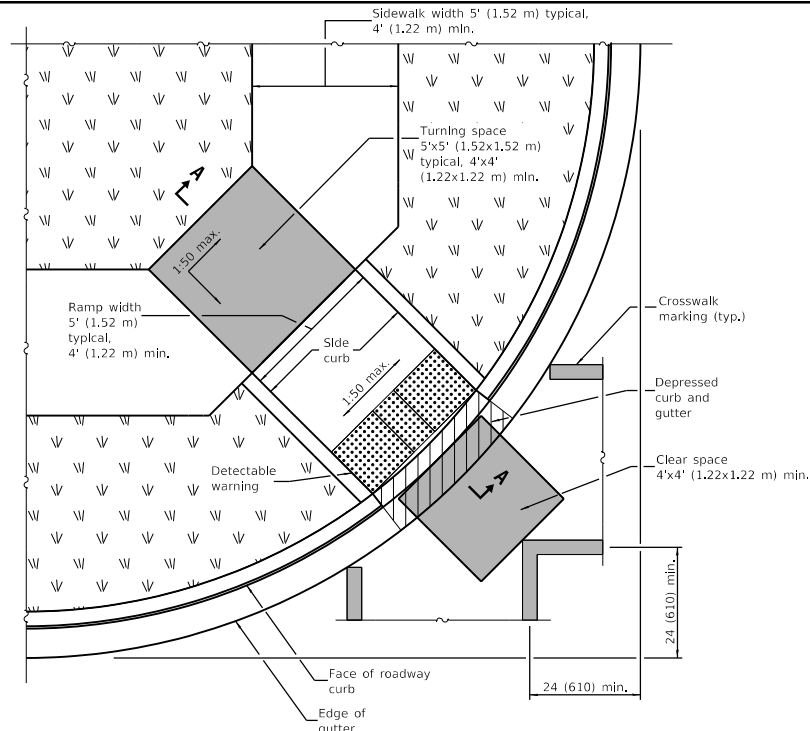 Sidewalk width 5' (1.52 m) typical,
4' (1.22 m) min.
Turning space
5'x5' (1.52x1.52 m)
typical, 4'x4'
(1.22x1.22 m) min.
A
1:50 max.
Ramp width
5' (1.52 m)
typical,
4' (1.22 m) min.
Side
curb
1:50 max.
Crosswalk
marking (typ.)
Depressed
curb and
gutter
Detectable
warning
A
Clear space
4'x4' (1.22x1.22 m) min.
24 (610) min.
24 (610) min.
Face of roadway
curb
Edge of
gutter